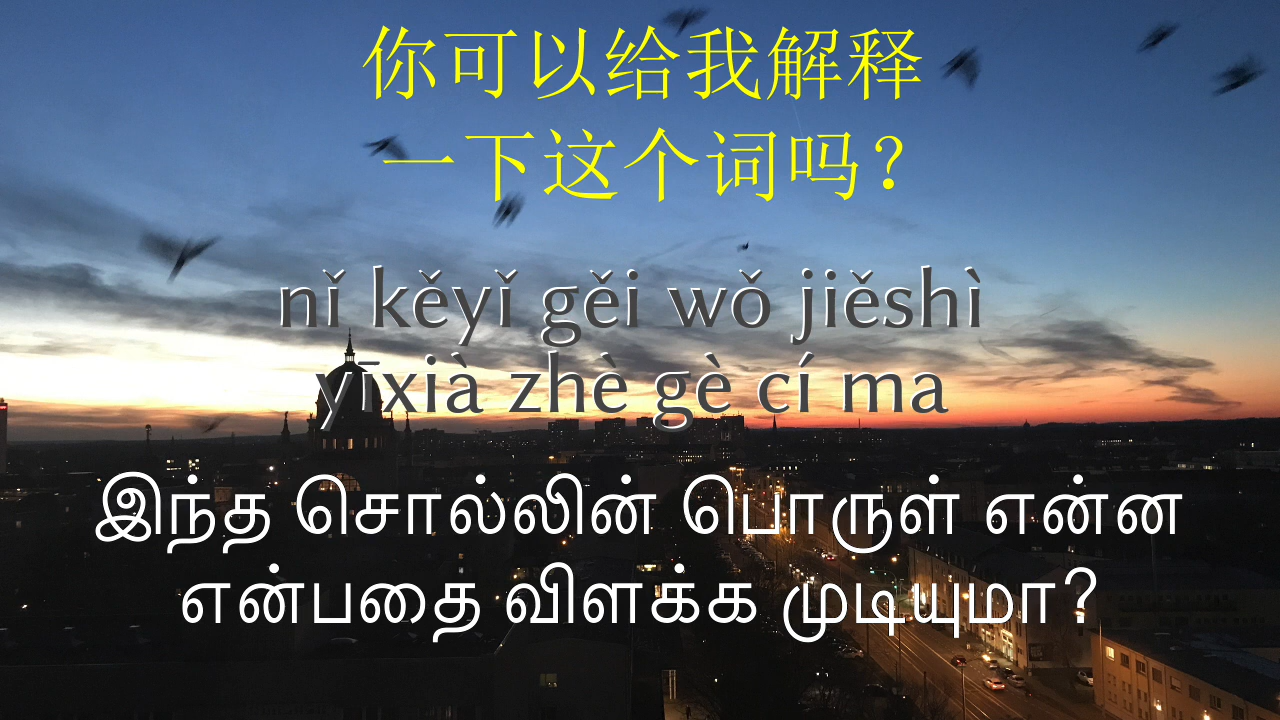 你可以给我解释
一下这个词吗？
nǐ kěyǐ gěi wǒ jiěshì
yīxià zhè gè cí ma
இந்த சொல்லின் பொருள் என்ன
என்பதை விளக்க முடியுமா?